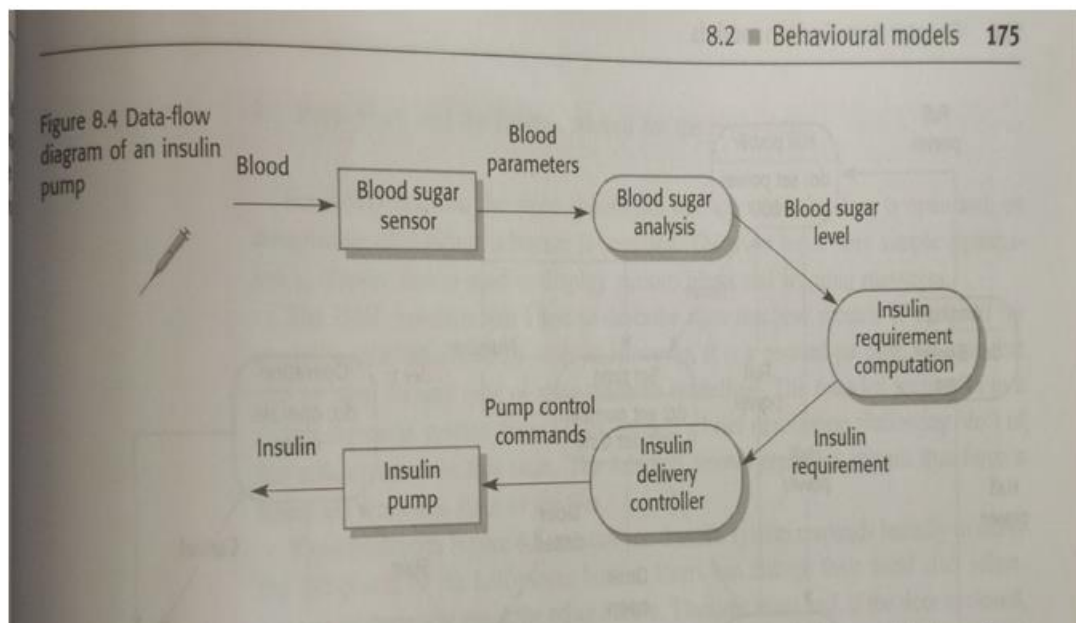 8.2 ■ Behavioural models 175
Figure 8.4 Data-flow
diagram of an insulin
pump
Blood
Blood sugar
sensor
Blood
parameters
Blood sugar
analysis
Blood sugar
level
Insulin
requirement
computation
Insulin
requirement
Insulin
delivery
controller
Pump control
commands
Insulin
pump
Insulin